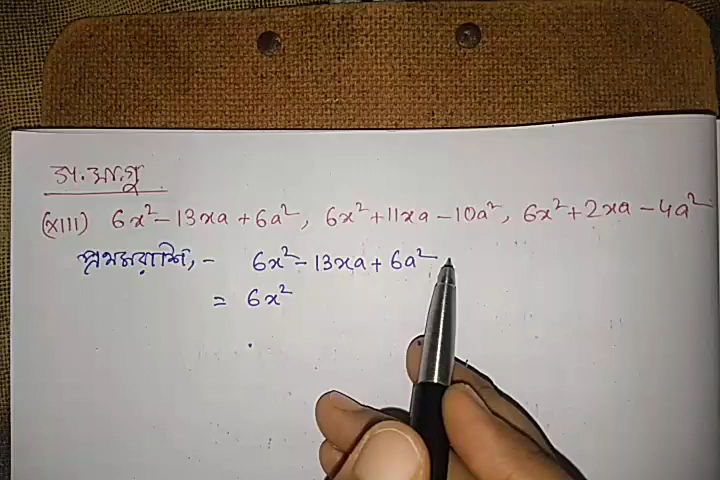 গ.সা.গু
(XIII) 6x² - 13xa + 6a², 6x² + 11xa - 10a², 6x² + 2xa - 4a²
প্রথমরাশি, - 6x² - 13xa + 6a²
= 6x²